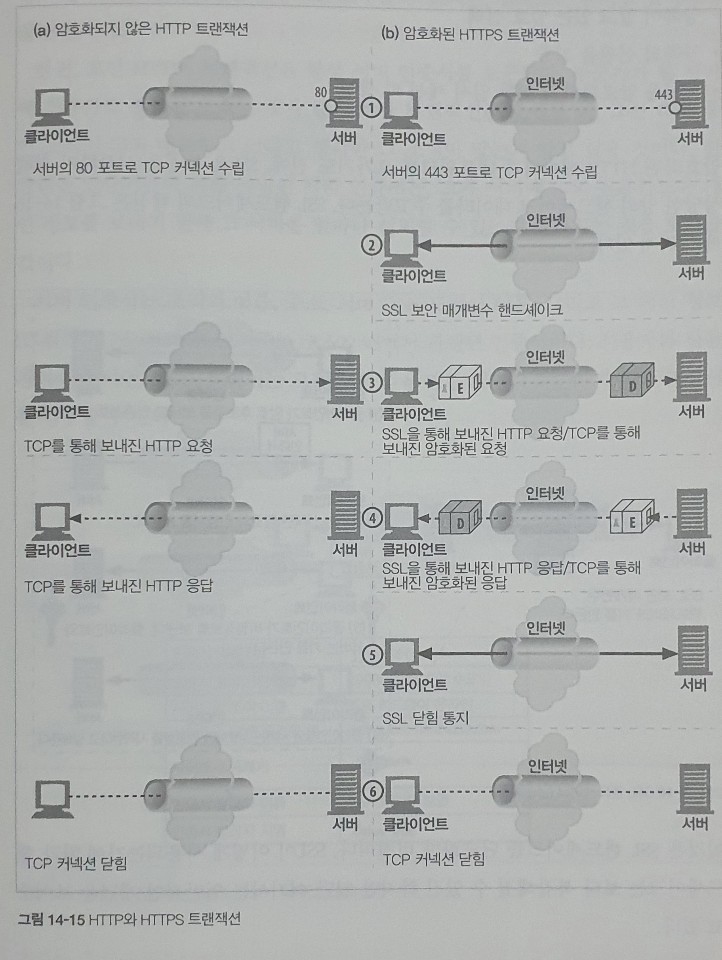 (a) 암호화되지 않은 HTTP 트랜잭션
80
클라이언트
서버
서버의 80 포트로 TCP 커넥션 수립
클라이언트
서버
TCP를 통해 보내진 HTTP 요청
클라이언트
서버
TCP를 통해 보내진 HTTP 응답
서버
TCP 커넥션 닫힘
(b) 암호화된 HTTPS 트랜잭션
인터넷
443
1
클라이언트
서버
서버의 443 포트로 TCP 커넥션 수립
인터넷
2
클라이언트
서버
SSL 보안 매개변수 핸드셰이크
인터넷
3
E
D
클라이언트
서버
SSL을 통해 보내진 HTTP 요청/TCP를 통해
보내진 암호화된 요청
인터넷
4
D
E
클라이언트
서버
SSL을 통해 보내진 HTTP 응답/TCP를 통해
보내진 암호화된 응답
인터넷
5
클라이언트
서버
SSL 닫힘 통지
인터넷
6
클라이언트
서버
TCP 커넥션 닫힘
그림 14-15 HTTP와 HTTPS 트랜잭션